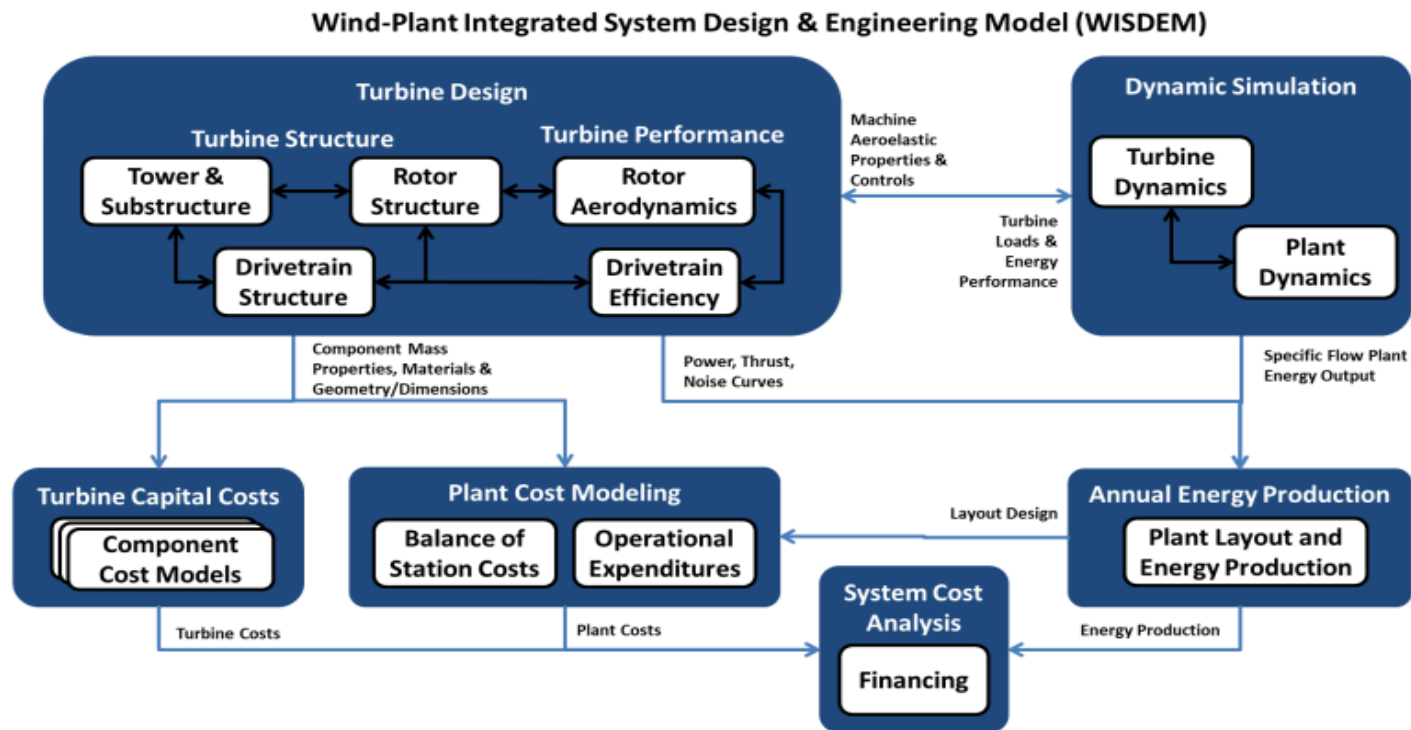 Wind-Plant Integrated System Design & Engineering Model (WISDEM)
Turbine Design
Turbine Structure
Turbine Performance
Tower &
Substructure
Rotor
Structure
Rotor
Aerodynamics
Drivetrain
Structure
Drivetrain
Efficiency
Machine
Aeroelastic
Properties &
Controls
Turbine
Loads &
Energy
Performance
Dynamic Simulation
Turbine
Dynamics
Plant
Dynamics
Component Mass
Properties, Materials &
Geometry/Dimensions
Power, Thrust,
Noise Curves
Specific Flow Plant
Energy Output
Turbine Capital Costs
Component
Cost Models
Plant Cost Modeling
Balance of
Station Costs
Operational
Expenditures
Layout Design
Annual Energy Production
Plant Layout and
Energy Production
System Cost
Analysis
Financing
Turbine Costs
Plant Costs
Energy Production